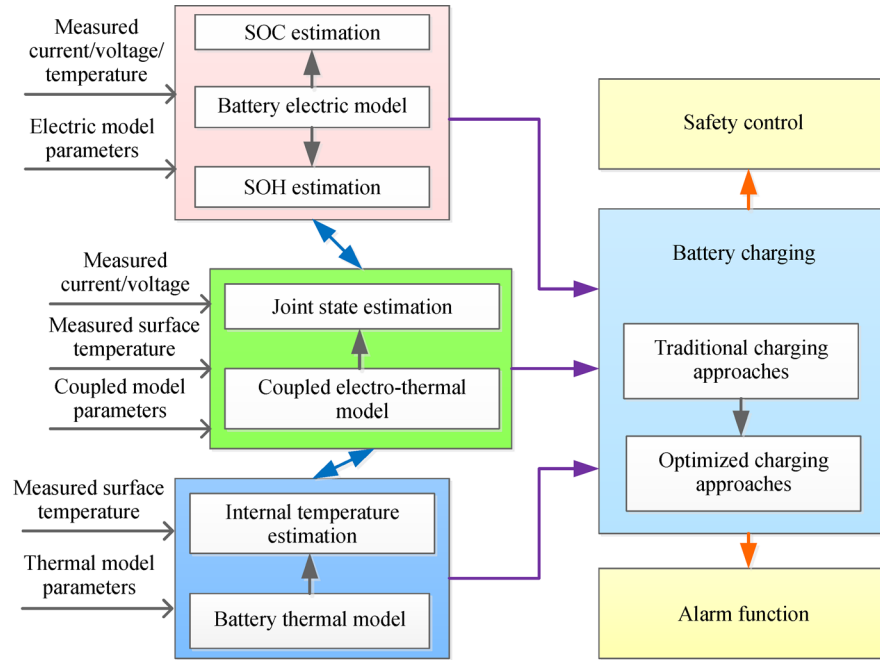 Measured
current/voltage/
temperature
Electric model
parameters
SOC estimation
Battery electric model
SOH estimation
Measured
current/voltage
Measured surface
temperature
Coupled model
parameters
Joint state estimation
Coupled electro-thermal
model
Measured surface
temperature
Thermal model
parameters
Internal temperature
estimation
Battery thermal model
Safety control
Battery charging
Traditional charging
approaches
Optimized charging
approaches
Alarm function